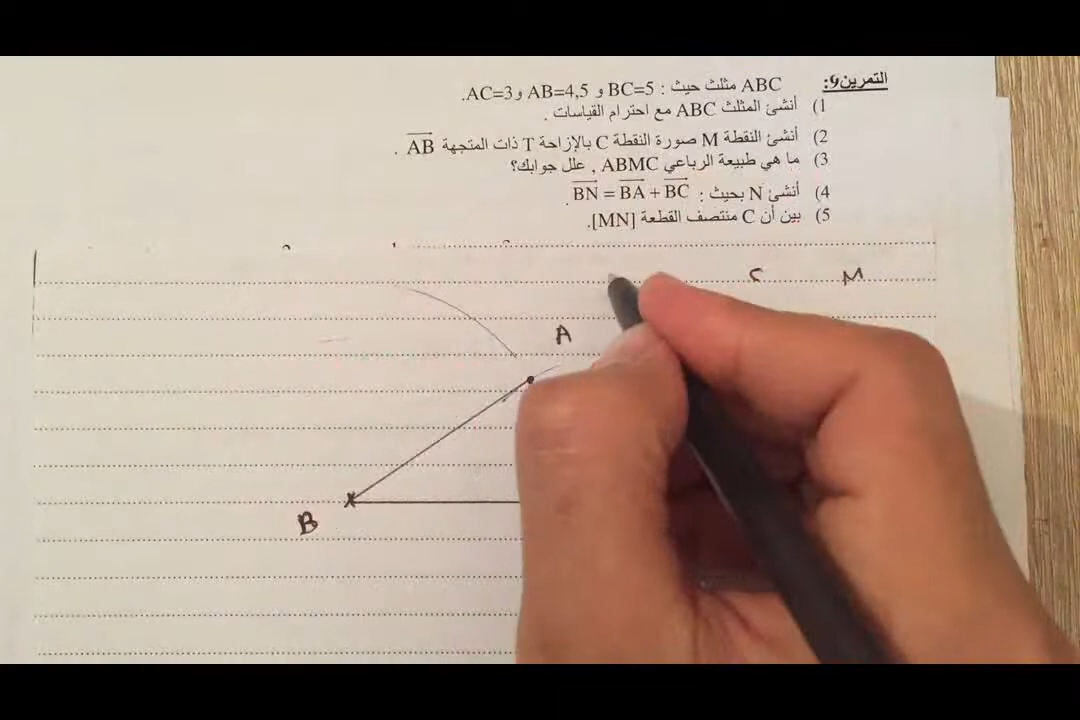 التمرين9:
ABC مثلث حيث : BC=5 و AB=4,5 و AC=3.
1) أنشئ المثلث ABC مع احترام القياسات .
2) أنشئ النقطة M صورة النقطة C بالإزاحة T ذات المتجهة AB .
3) ما هي طبيعة الرباعي ABMC , علل جوابك؟
4) أنشئ N بحيث : BN = BA + BC .
5) بين أن C منتصف القطعة [MN].
M
A
B